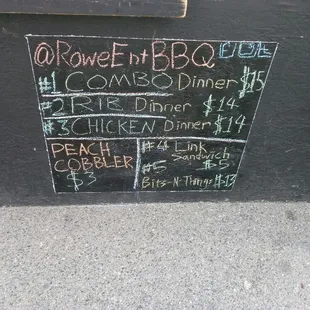 @RoweEntBBQ
#1 COMBO Dinner $15
#2 RIB Dinner $14
#3 CHICKEN Dinner $14
PEACH
COBBLER
$3
#4 Link
Sandwich
$5
#5
Bits-N-Things $13